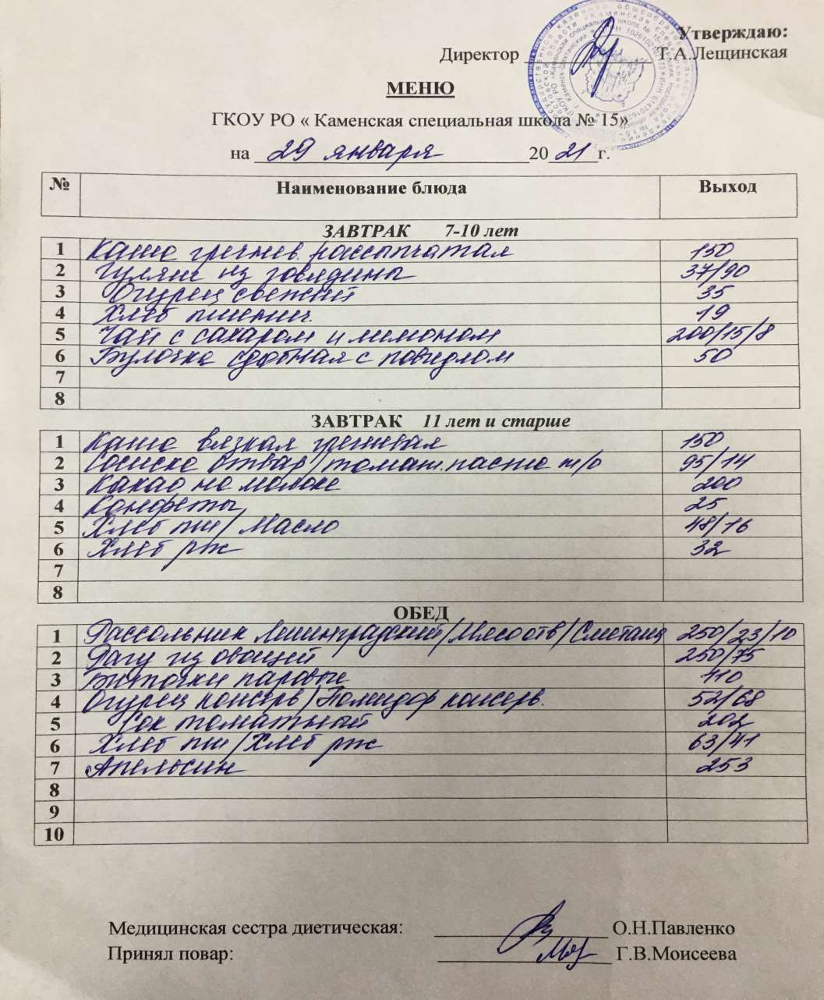 Утверждаю:
Директор Т.А.Лещинская
МЕНЮ
ГКОУ РО « Каменская специальная школа № 15»
на 29 января 2021г.
№ Наименование блюда Выход
ЗАВТРАК 7-10 лет
1 Каша гречнев. рассыпчатая 150
2 Гуляш из говядины 37/90
3 Огурец свежий 35
4 Хлеб пшенич. 19
5 Чай с сахаром и лимоном 200/15/8
6 Булочка сдобная с повидлом 50
7
8
ЗАВТРАК 11 лет и старше
1 Каша вязкая гречневая 150
2 Сосиска отвар/томат.паста т/о 95/14
3 Какао на молоке 200
4 Конфеты 25
5 Хлеб пш/ Масло 48/16
6 Хлеб рж 32
7
8
ОБЕД
1 Рассольник Ленинградский/Мясо отв/Сметана 250/23/10
2 Рагу из овощей 250/75
3 Биточки паровые 110
4 Огурец консерв/Помидор консерв. 52/68
5 Сок томатный 202
6 Хлеб пш/Хлеб рж 63/41
7 Апельсин 253
8
9
10
Медицинская сестра диетическая: О.Н.Павленко
Принял повар: Г.В.Моисеева